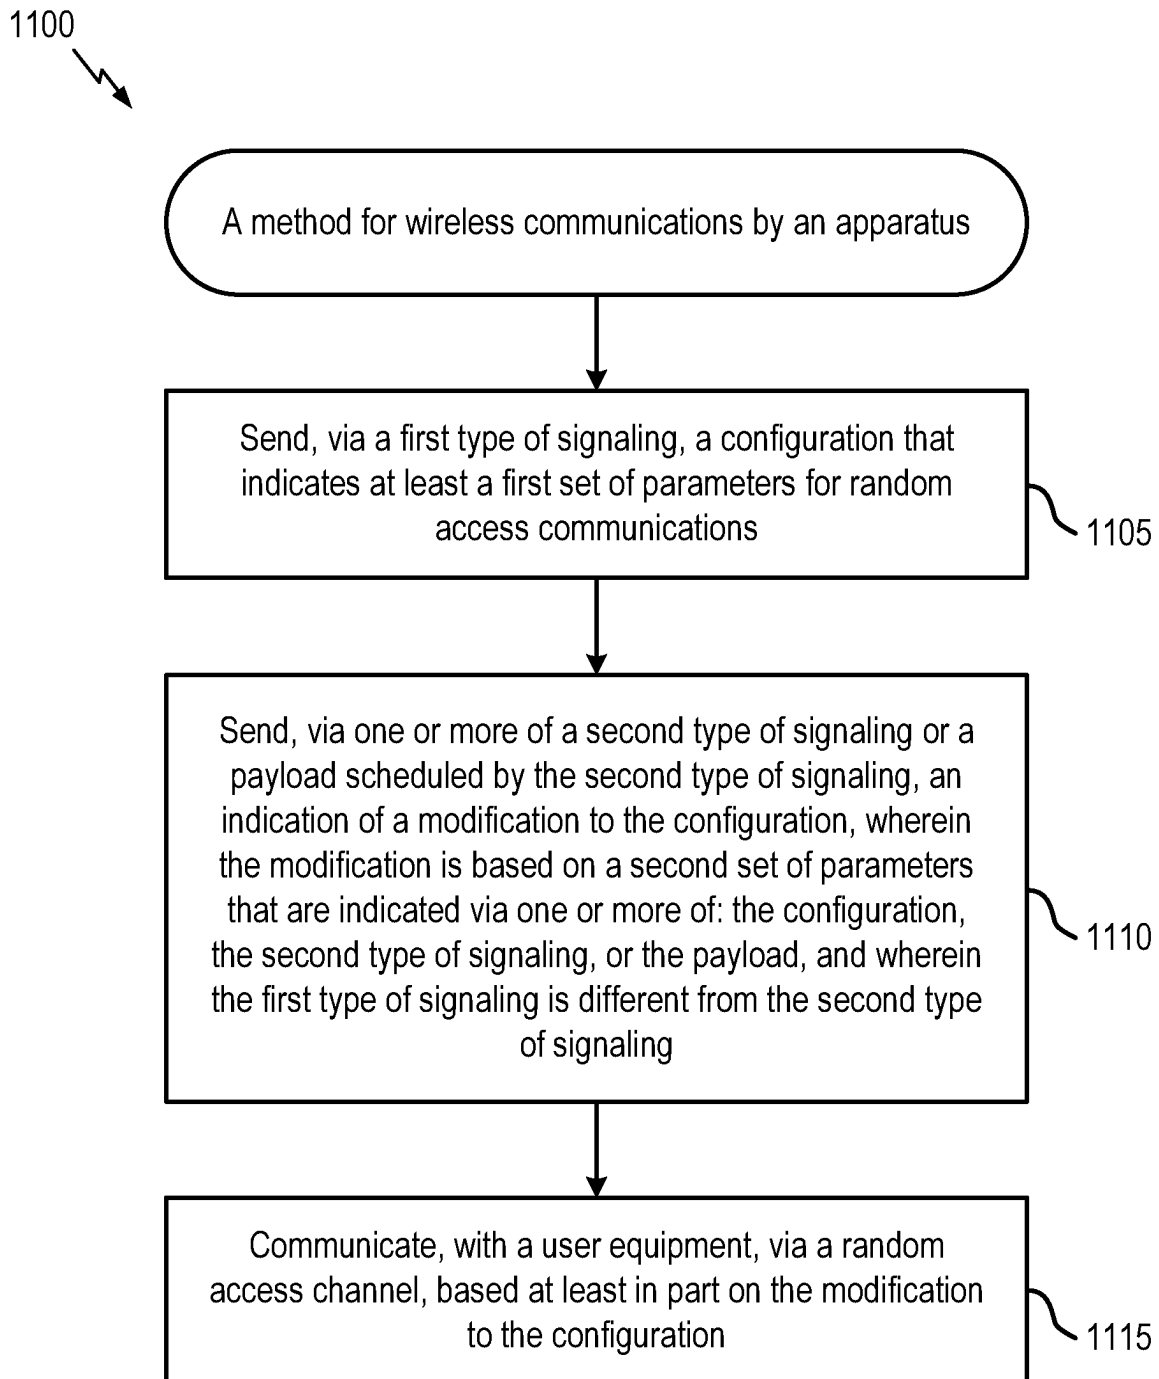 1100
A method for wireless communications by an apparatus
Send, via a first type of signaling, a configuration that
indicates at least a first set of parameters for random
access communications
1105
Send, via one or more of a second type of signaling or a
payload scheduled by the second type of signaling, an
indication of a modification to the configuration, wherein
the modification is based on a second set of parameters
that are indicated via one or more of: the configuration,
the second type of signaling, or the payload, and wherein
the first type of signaling is different from the second type
of signaling
1110
Communicate, with a user equipment, via a random
access channel, based at least in part on the modification
to the configuration
1115